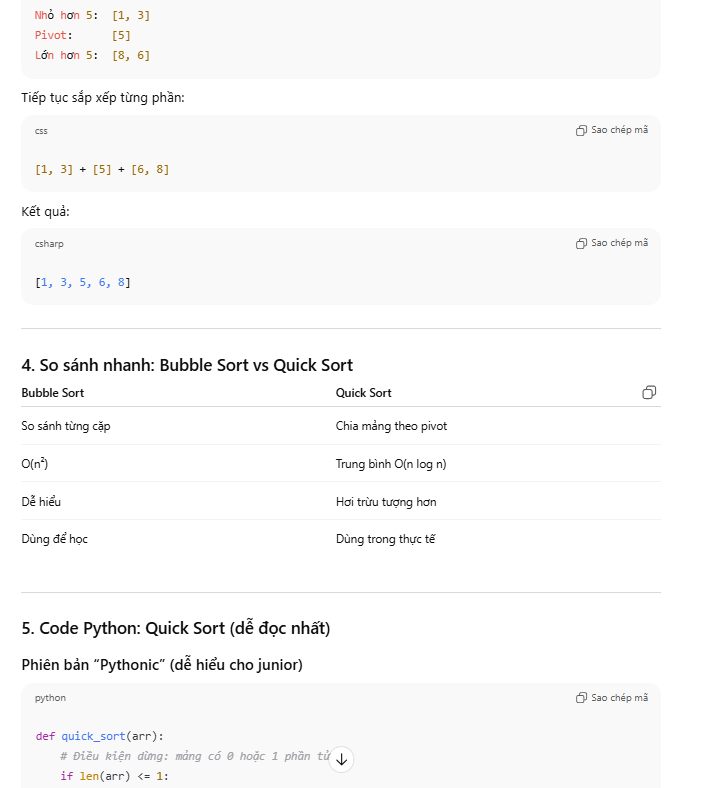 Nhỏ hơn 5:  [1, 3]
Pivot:      [5]
Lớn hơn 5:  [8, 6]
Tiếp tục sắp xếp từng phần:
css
Sao chép mã
[1, 3] + [5] + [6, 8]
Kết quả:
csharp
Sao chép mã
[1, 3, 5, 6, 8]
4. So sánh nhanh: Bubble Sort vs Quick Sort
Bubble Sort
Quick Sort
So sánh từng cặp
Chia mảng theo pivot
O(n²)
Trung bình O(n log n)
Dễ hiểu
Hơi trừu tượng hơn
Dùng để học
Dùng trong thực tế
5. Code Python: Quick Sort (dễ đọc nhất)
Phiên bản “Pythonic” (dễ hiểu cho junior)
python
Sao chép mã
def quick_sort(arr):
    # Điều kiện dừng: mảng có 0 hoặc 1 phần tử
    if len(arr) <= 1: